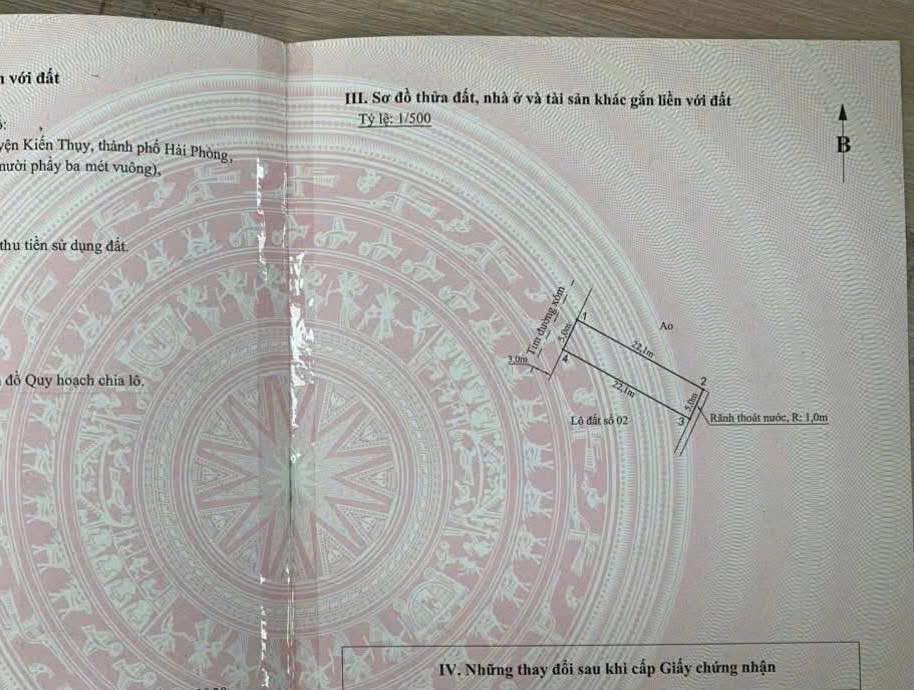 với đất
yện Kiến Thụy, thành phố Hải Phòng,
mười phẩy ba mét vuông),
thu tiền sử dụng đất.
đồ Quy hoạch chia lô.
III. Sơ đồ thửa đất, nhà ở và tài sản khác gắn liền với đất
Tỷ lệ: 1/500
B
Tim đường xóm
1
Ao
5,0m
3,0m
4
22,1m
2
22,1m
5,0m
Lô đất số 02
3
Rãnh thoát nước, R: 1,0m
IV. Những thay đổi sau khi cấp Giấy chứng nhận